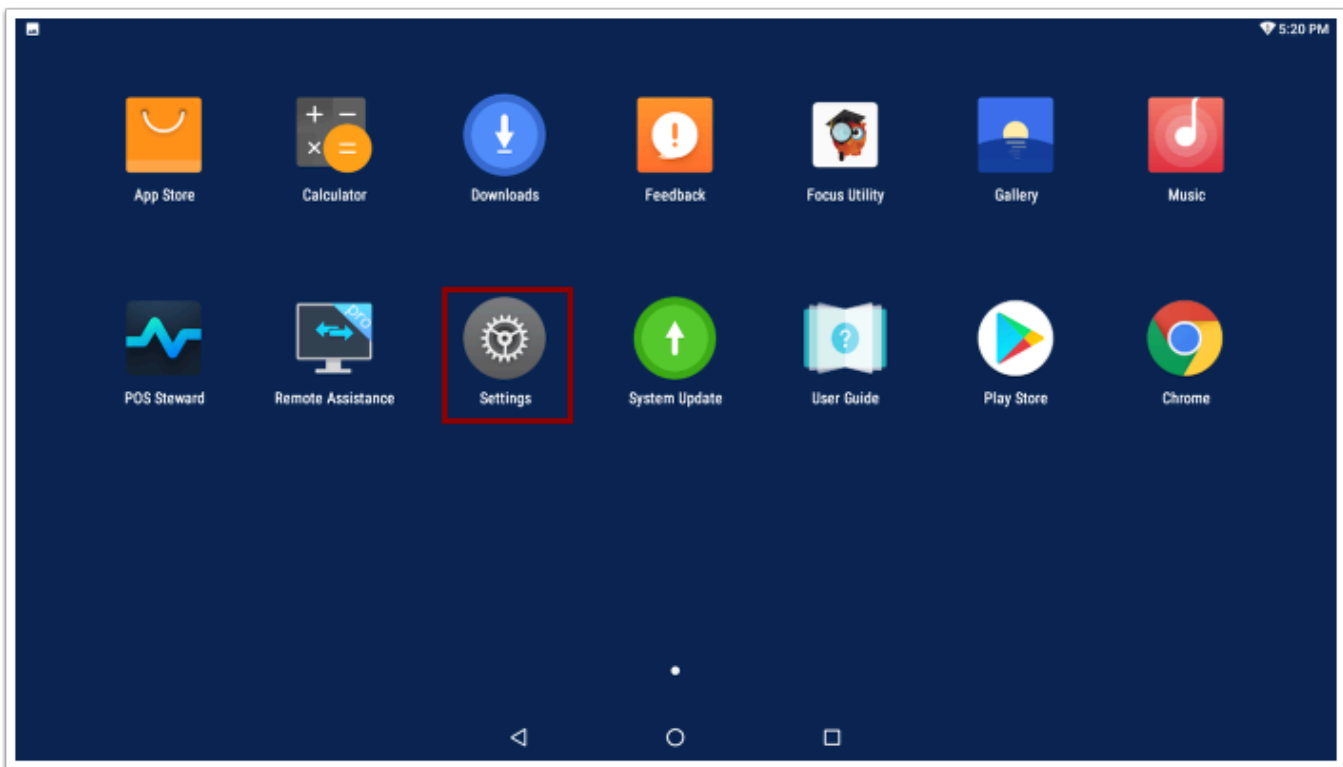 5:20 PM
App Store
Calculator
Downloads
Feedback
Focus Utility
Gallery
Music
pro
POS Steward
Remote Assistance
Settings
System Update
User Guide
Play Store
Chrome